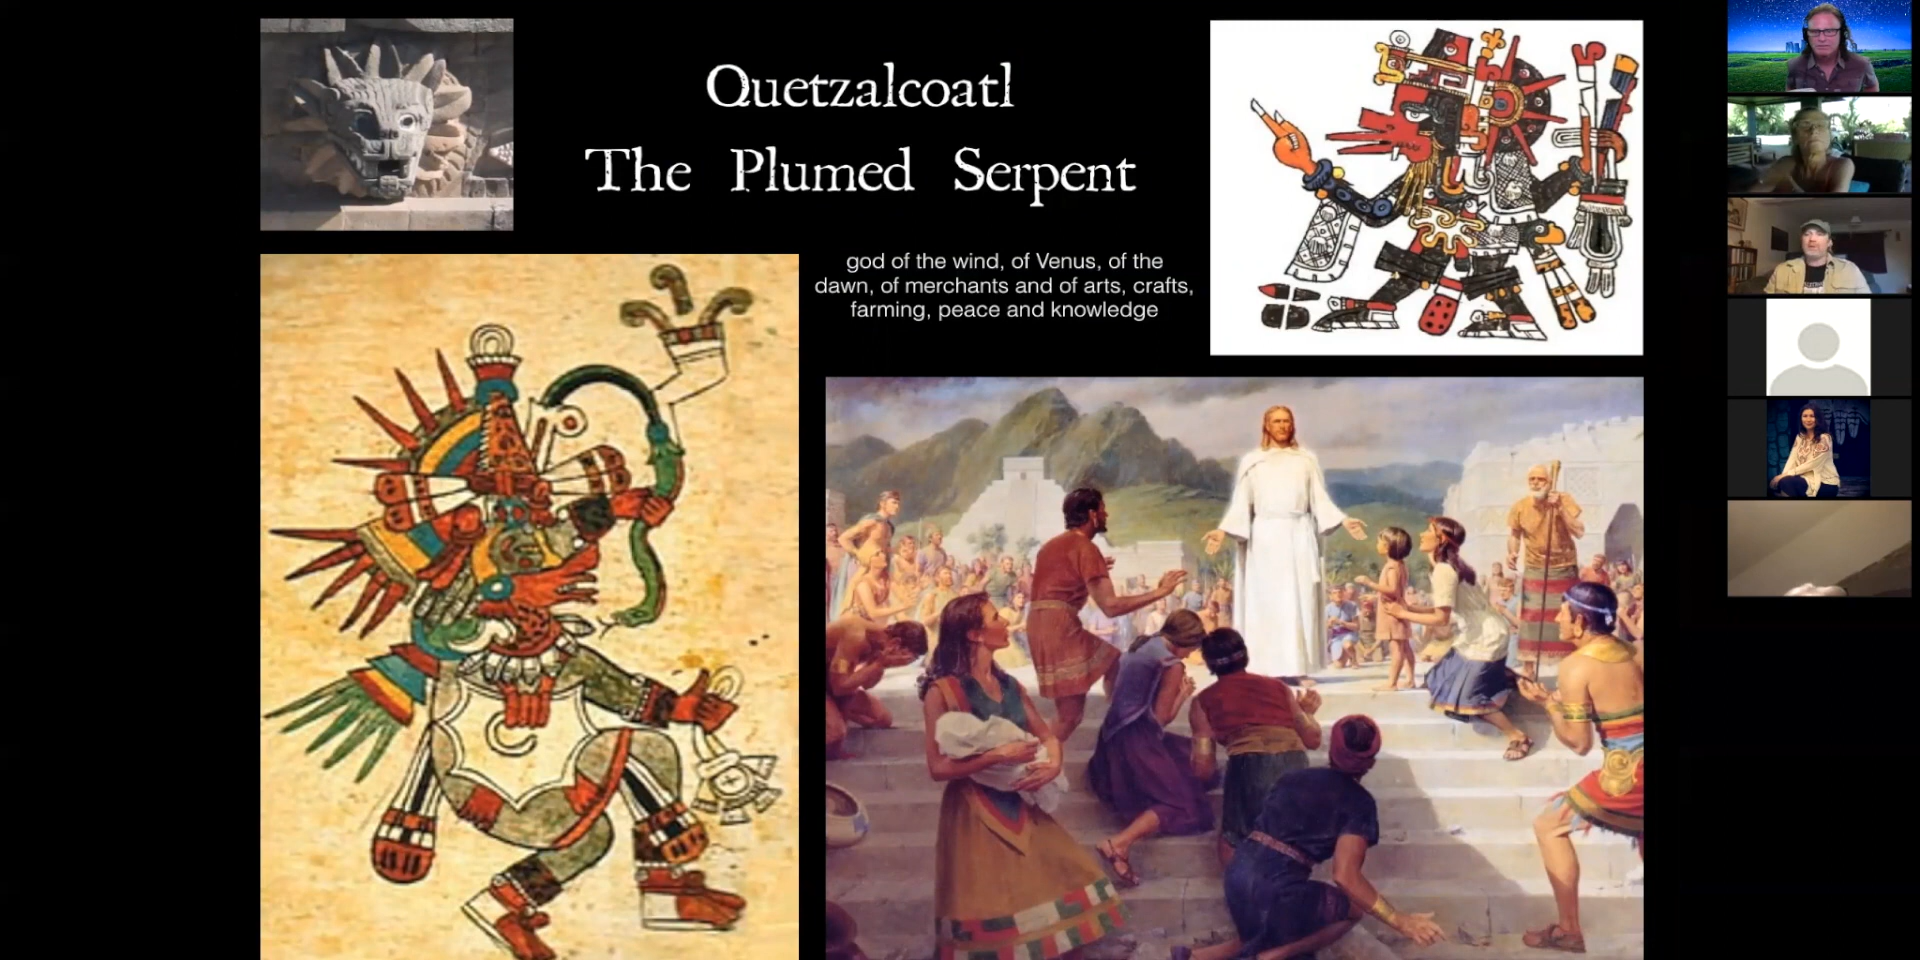 Quetzalcoatl
The Plumed Serpent
god of the wind, of Venus, of the
dawn, of merchants and of arts, crafts,
farming, peace and knowledge